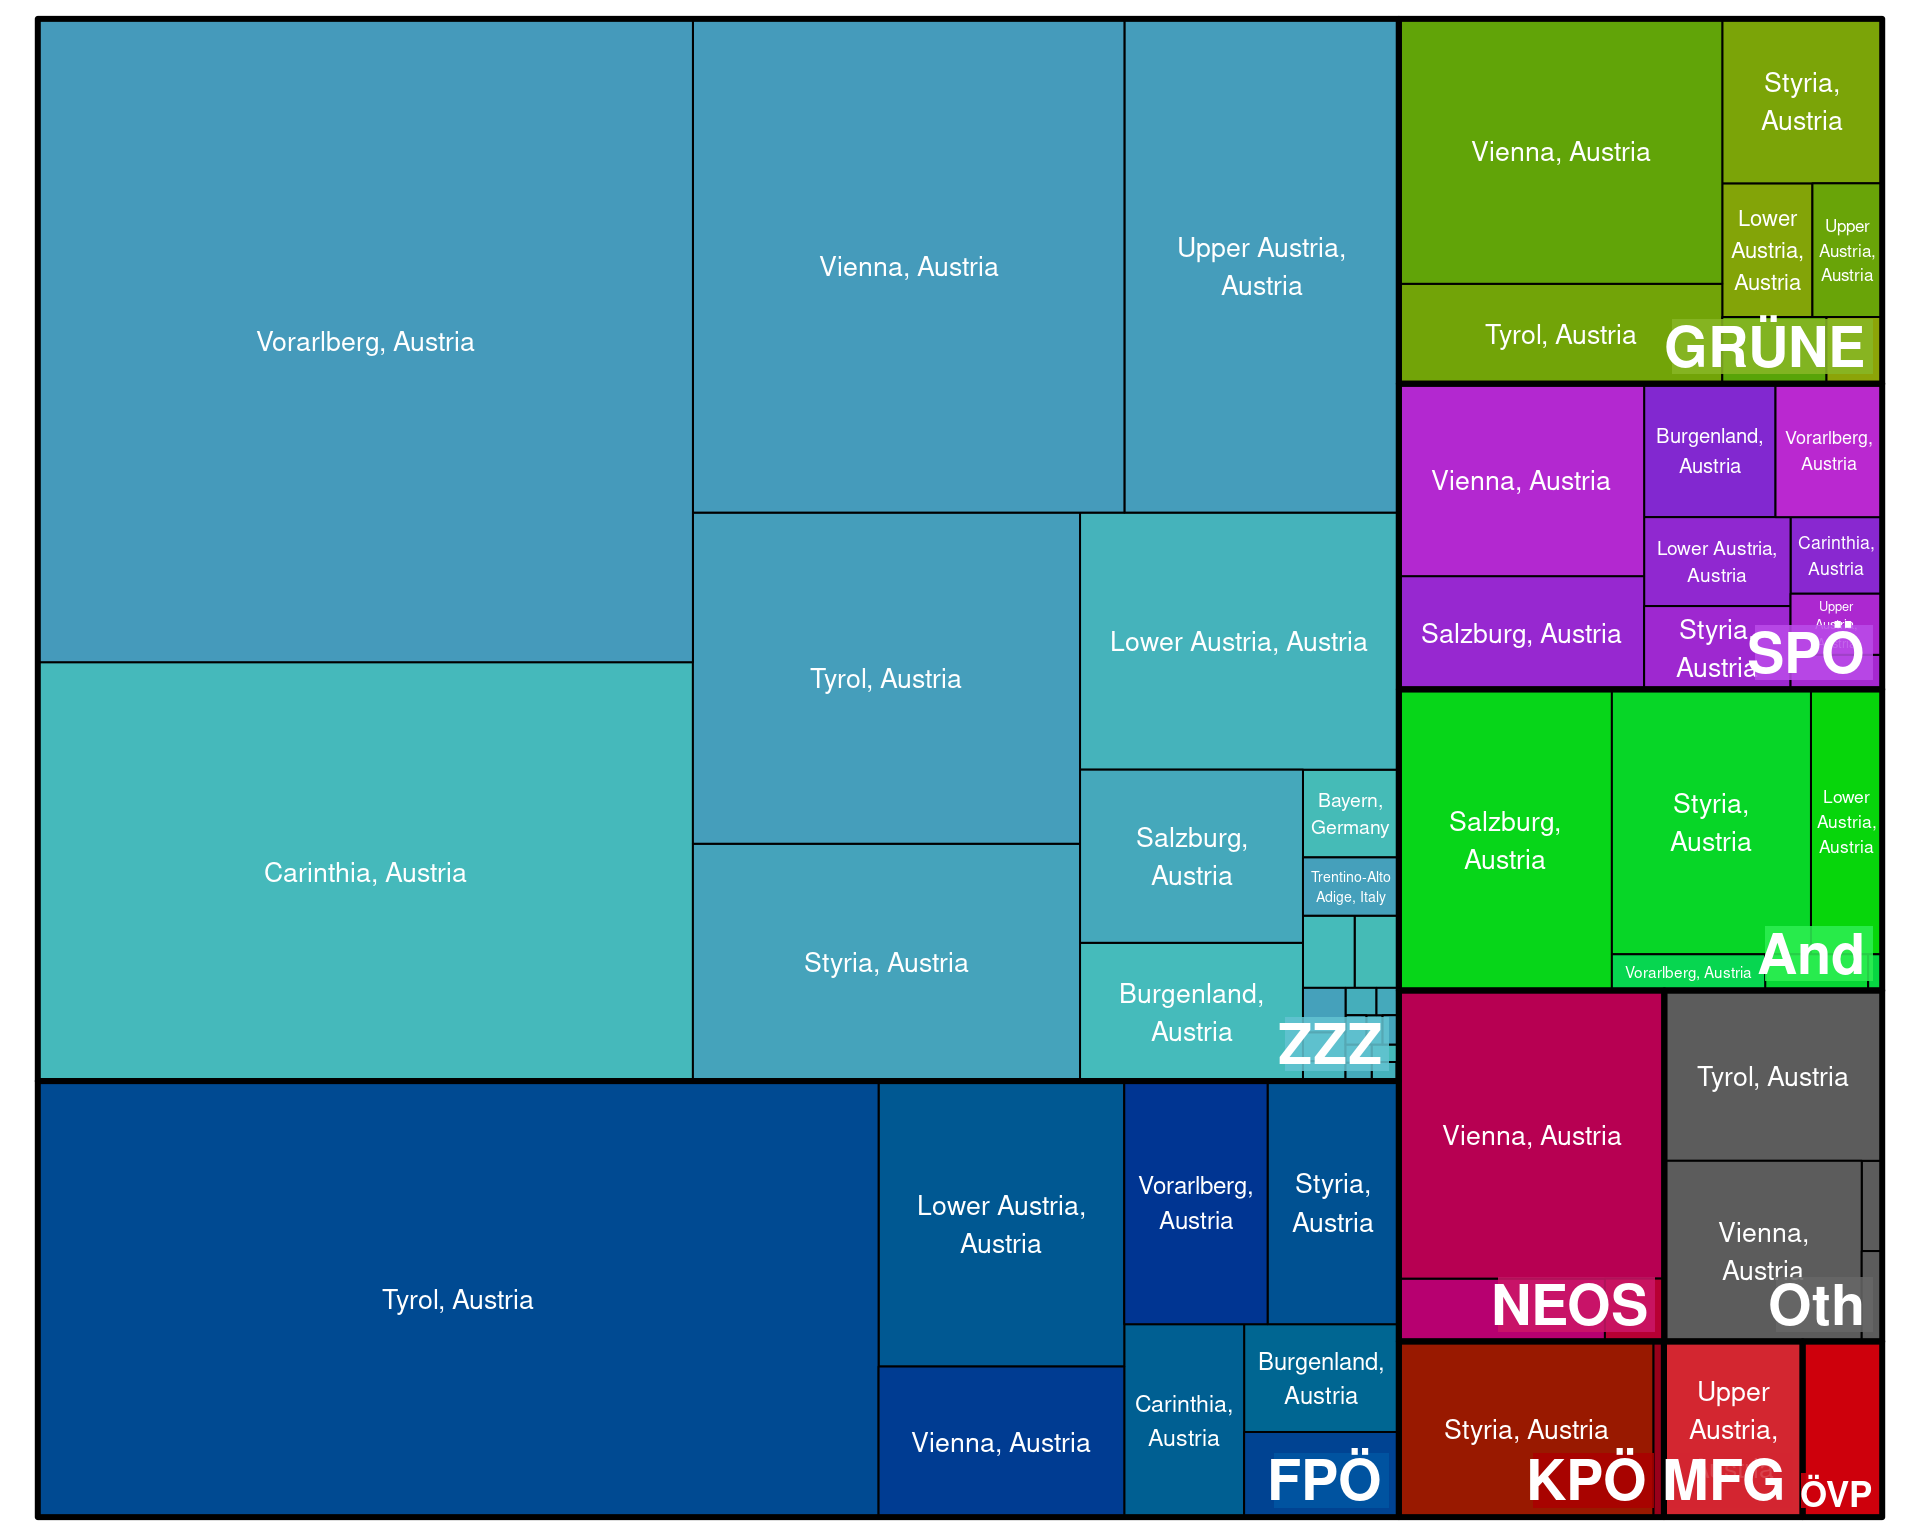 Vorarlberg, Austria
Vienna, Austria
Upper Austria,
Austria
Tyrol, Austria
Lower Austria, Austria
Carinthia, Austria
Styria, Austria
Salzburg,
Austria
Bayern,
Germany
Trentino-Alto
Adige, Italy
Burgenland,
Austria
ZZZ
Tyrol, Austria
Lower Austria,
Austria
Vienna, Austria
Vorarlberg,
Austria
Styria,
Austria
Carinthia,
Austria
Burgenland,
Austria
FPÖ
Vienna, Austria
Styria,
Austria
Lower
Austria,
Austria
Upper
Austria,
Austria
Tyrol, Austria
GRÜNE
Vienna, Austria
Burgenland,
Austria
Vorarlberg,
Austria
Lower Austria,
Austria
Carinthia,
Austria
Salzburg, Austria
Styria,
Austria
Upper
Austria,
SPÖ
Salzburg,
Austria
Styria,
Austria
Lower
Austria,
Austria
Vorarlberg, Austria
And
Vienna, Austria
NEOS
Tyrol, Austria
Vienna,
Austria
Oth
Styria, Austria
KPÖ
Upper
Austria,
MFG
ÖVP